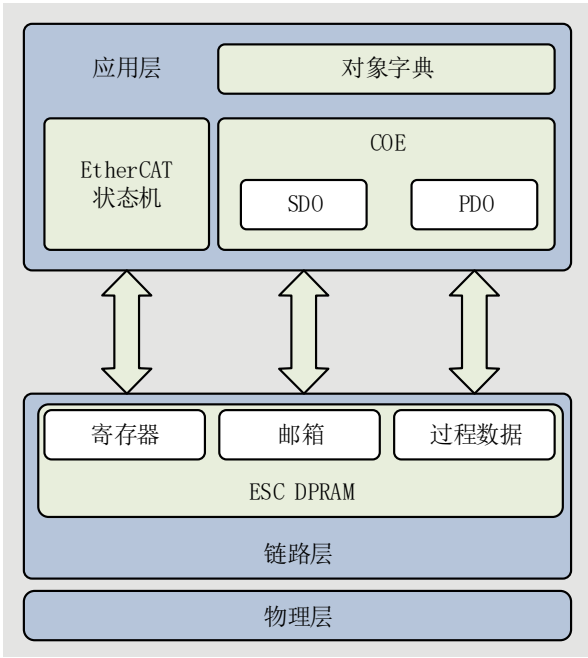 应用层
对象字典
EtherCAT
状态机
COE
SDO
PDO
寄存器
邮箱
过程数据
ESC DPRAM
链路层
物理层